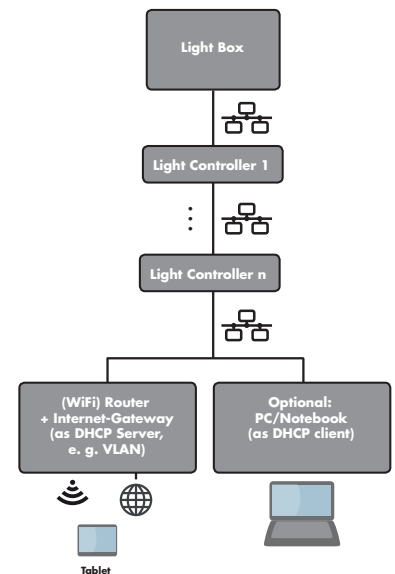 Light Box
Light Controller 1
Light Controller n
(WiFi) Router
+ Internet-Gateway
(as DHCP Server,
e. g. VLAN)
Optional:
PC/Notebook
(as DHCP client)
Tablet